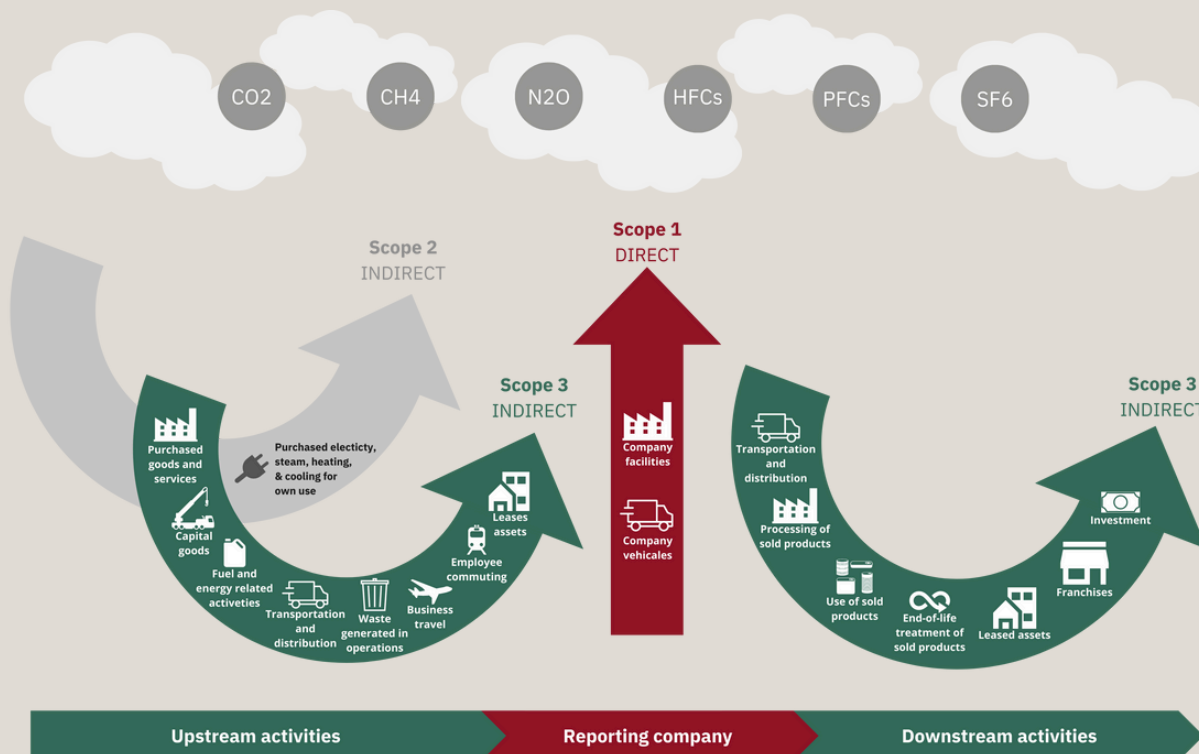 CO2
CH4
N2O
HFCs
PFCs
SF6
Scope 1
DIRECT
Scope 2
INDIRECT
Scope 3
INDIRECT
Scope 3
INDIRECT
Purchased
goods and
services
Capital
goods
Fuel and
energy related
activeties
Transportation
and
distribution
Waste
generated in
operations
Business
travel
Employee
commuting
Leases
assets
Purchased electicty,
steam, heating,
& cooling for
own use
Company
facilities
Company
vehicales
Transportation
and
distribution
Processing of
sold products
Use of sold
products
End-of-life
treatment of
sold products
Leased assets
Franchises
Investment
Upstream activities
Reporting company
Downstream activities